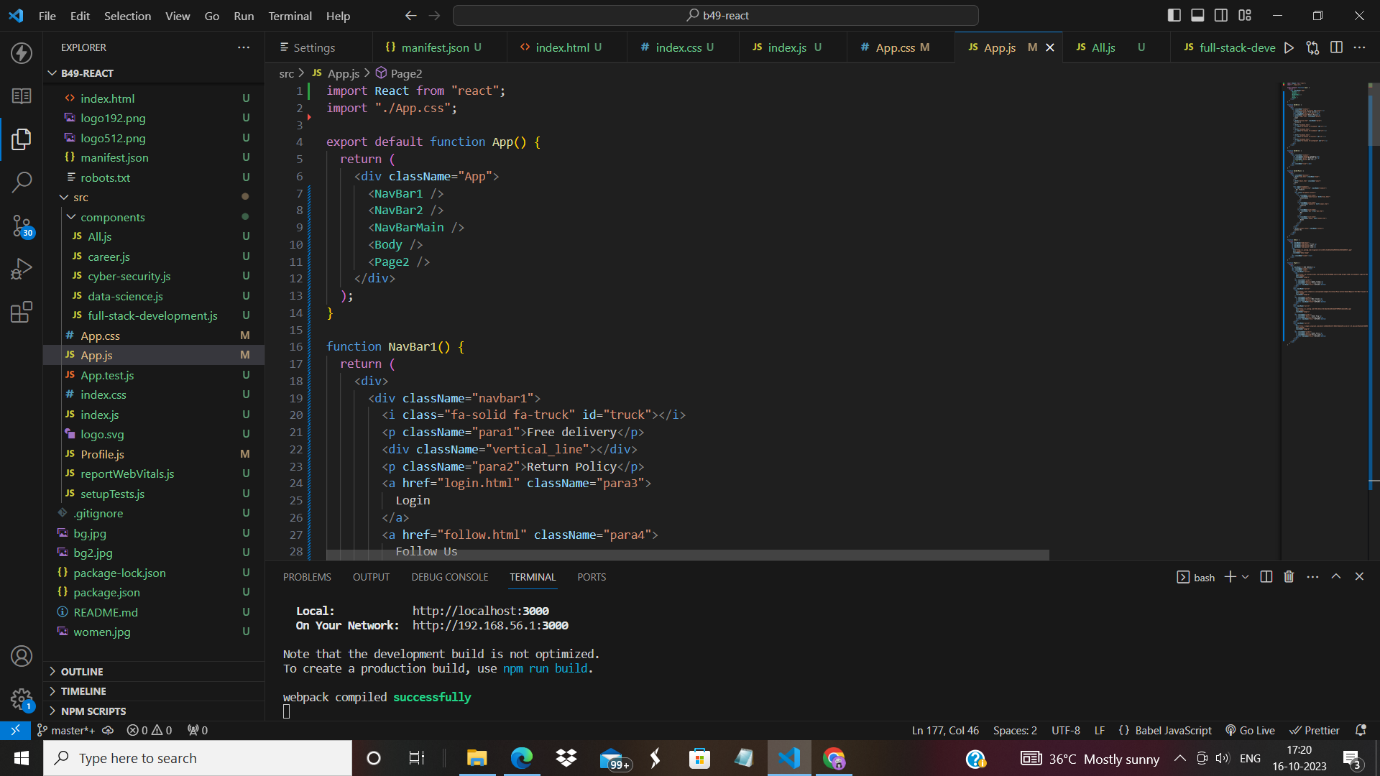 File Edit Selection View Go Run Terminal Help
b49-react
EXPLORER
B49-REACT
index.html U
logo192.png U
logo512.png U
manifest.json U
robots.txt U
src
components
All.js U
career.js U
cyber-security.js U
data-science.js U
full-stack-development.js U
App.css M
App.js M
App.test.js U
index.css U
index.js U
logo.svg U
Profile.js M
reportWebVitals.js U
setupTests.js U
.gitignore U
bg.jpg U
bg2.jpg U
package-lock.json U
package.json U
README.md U
women.jpg U
OUTLINE
TIMELINE
NPM SCRIPTS
30
1
Settings manifest.json U index.html U index.css U index.js U App.css M App.js M All.js U full-stack-deve
src > JS App.js > Page2
1 import React from "react";
2 import "./App.css";
3
4 export default function App() {
5 return (
6 <div className="App">
7 <NavBar1 />
8 <NavBar2 />
9 <NavBarMain />
10 <Body />
11 <Page2 />
12 </div>
13 );
14 }
15
16 function NavBar1() {
17 return (
18 <div>
19 <div className="navbar1">
20 <i class="fa-solid fa-truck" id="truck"></i>
21 <p className="para1">Free delivery</p>
22 <div className="vertical_line"></div>
23 <p className="para2">Return Policy</p>
24 <a href="login.html" className="para3">
25 Login
26 </a>
27 <a href="follow.html" className="para4">
28 Follow Us
PROBLEMS OUTPUT DEBUG CONSOLE TERMINAL PORTS
bash
Local: http://localhost:3000
On Your Network: http://192.168.56.1:3000
Note that the development build is not optimized.
To create a production build, use npm run build.
webpack compiled successfully
master*+ 0 0 0
Ln 177, Col 46 Spaces: 2 UTF-8 LF {} Babel JavaScript Go Live Prettier
Type here to search
99+
36°C Mostly sunny
ENG
17:20
16-10-2023
3